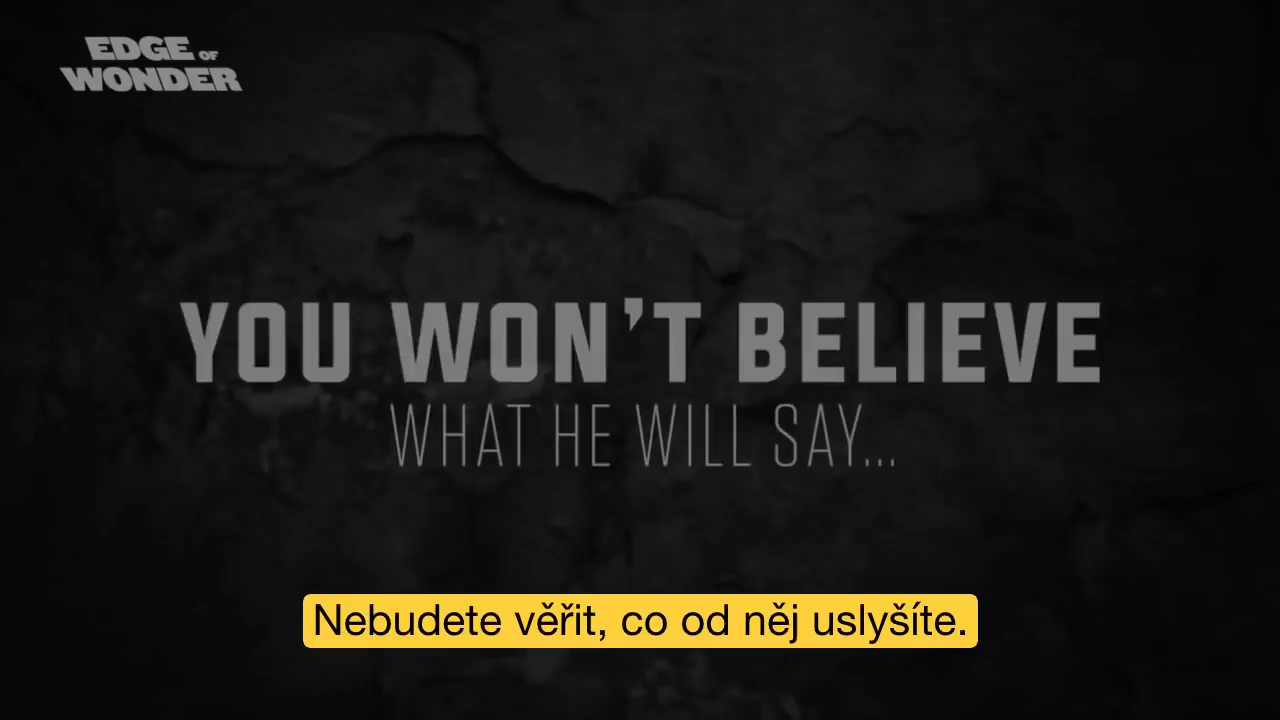 EDGE OF
WONDER
YOU WON'T BELIEVE
WHAT HE WILL SAY...
Nebudete věřit, co od něj uslyšíte.